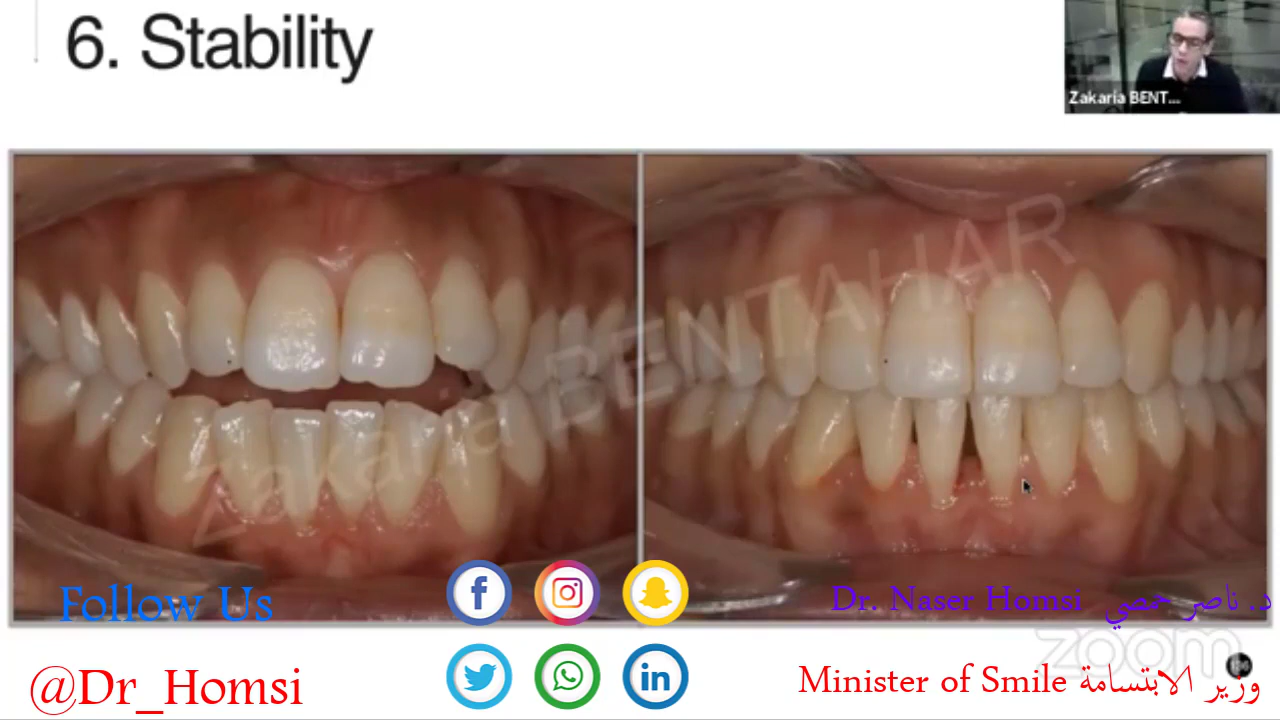 6. Stability
Zakaria BENT...
Zakaria BENTAHAR
Follow Us
Dr. Naser Homsi د. ناصر حمصي
zoom
@Dr_Homsi
Minister of Smile وزير الابتسامة